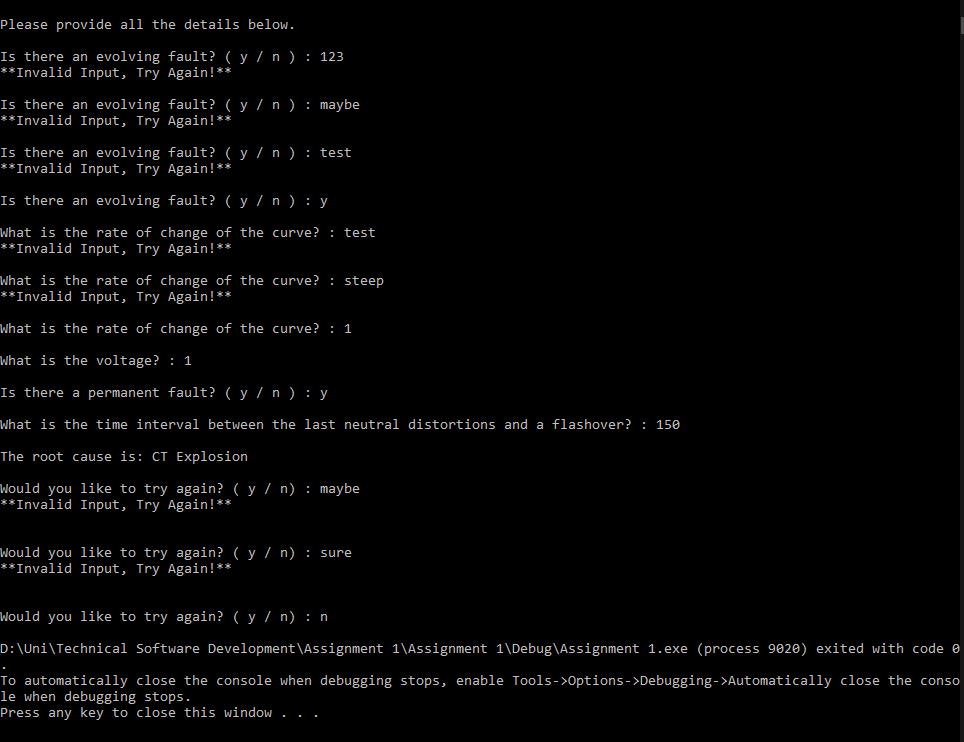 Please provide all the details below.
Is there an evolving fault? ( y / n ) : 123
**Invalid Input, Try Again!**
Is there an evolving fault? ( y / n ) : maybe
**Invalid Input, Try Again!**
Is there an evolving fault? ( y / n ) : test
**Invalid Input, Try Again!**
Is there an evolving fault? ( y / n ) : y
What is the rate of change of the curve? : test
**Invalid Input, Try Again!**
What is the rate of change of the curve? : steep
**Invalid Input, Try Again!**
What is the rate of change of the curve? : 1
What is the voltage? : 1
Is there a permanent fault? ( y / n ) : y
What is the time interval between the last neutral distortions and a flashover? : 150
The root cause is: CT Explosion
Would you like to try again? ( y / n) : maybe
**Invalid Input, Try Again!**
Would you like to try again? ( y / n) : sure
**Invalid Input, Try Again!**
Would you like to try again? ( y / n) : n
D:\Uni\Technical Software Development\Assignment 1\Assignment 1\Debug\Assignment 1.exe (process 9020) exited with code 0
.
To automatically close the console when debugging stops, enable Tools->Options->Debugging->Automatically close the conso
le when debugging stops.
Press any key to close this window . . .